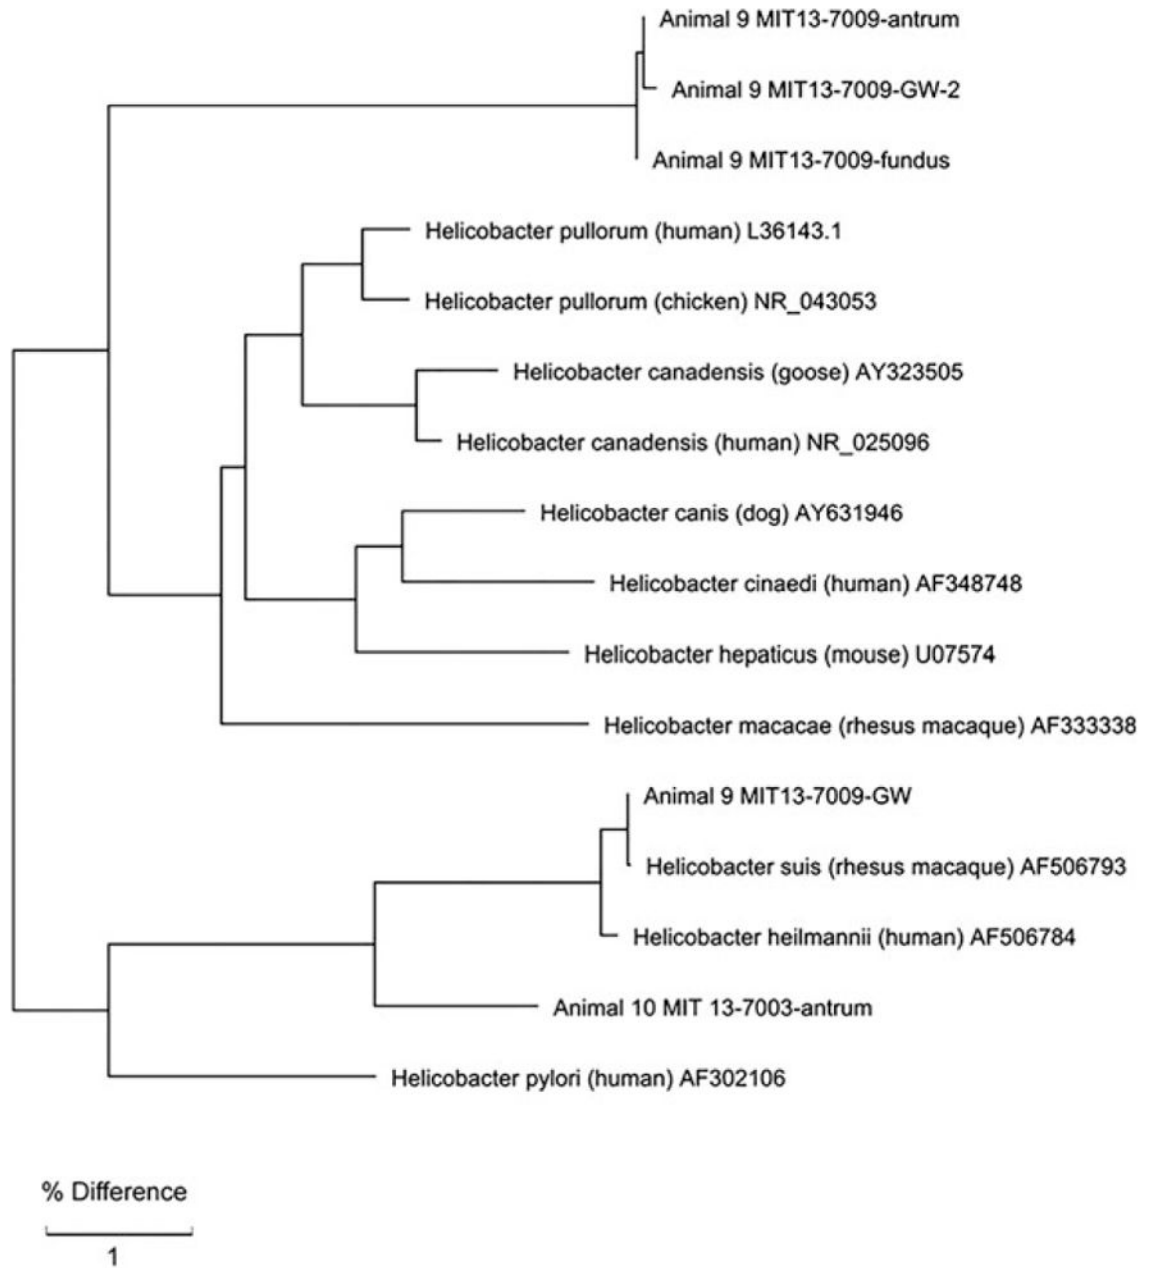 Animal 9 MIT13-7009-antrum
Animal 9 MIT13-7009-GW-2
Animal 9 MIT13-7009-fundus
Helicobacter pullorum (human) L36143.1
Helicobacter pullorum (chicken) NR_043053
Helicobacter canadensis (goose) AY323505
Helicobacter canadensis (human) NR_025096
Helicobacter canis (dog) AY631946
Helicobacter cinaedi (human) AF348748
Helicobacter hepaticus (mouse) U07574
Helicobacter macacae (rhesus macaque) AF333338
Animal 9 MIT13-7009-GW
Helicobacter suis (rhesus macaque) AF506793
Helicobacter heilmannii (human) AF506784
Animal 10 MIT 13-7003-antrum
Helicobacter pylori (human) AF302106
% Difference
1